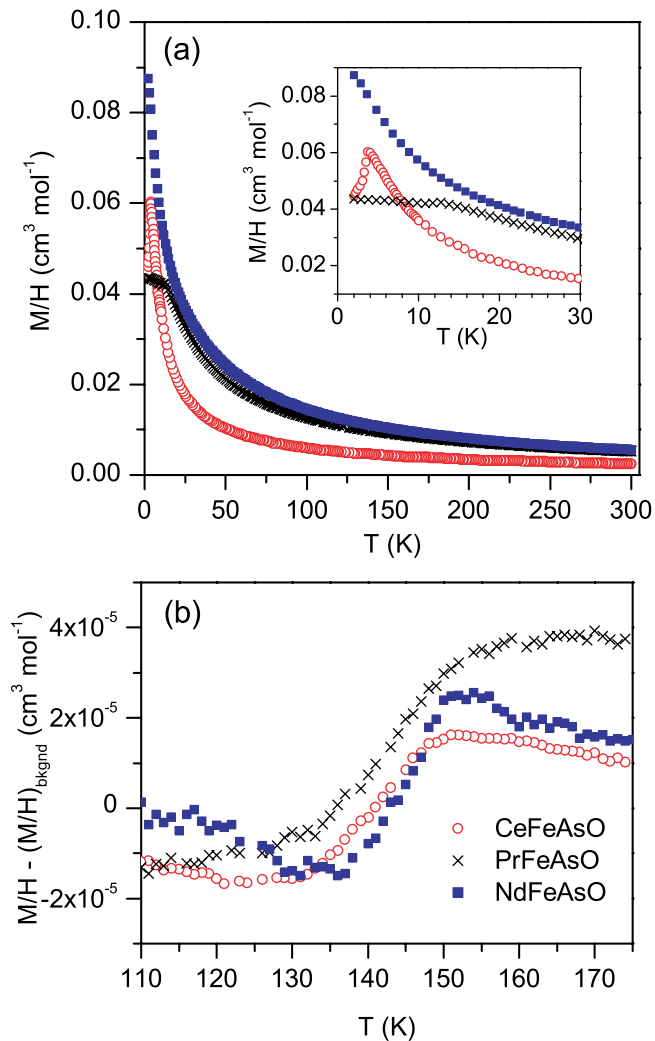 (a)
0.10
0.08
0.06
0.04
0.02
0.00
M/H (cm³ mol⁻¹)
0 50 100 150 200 250 300
T (K)
0.08
0.06
0.04
0.02
M/H (cm³ mol⁻¹)
0 10 20 30
T (K)
(b)
4x10⁻⁵
2x10⁻⁵
0
-2x10⁻⁵
M/H - (M/H)bkgnd (cm³ mol⁻¹)
CeFeAsO
PrFeAsO
NdFeAsO
110 120 130 140 150 160 170
T (K)